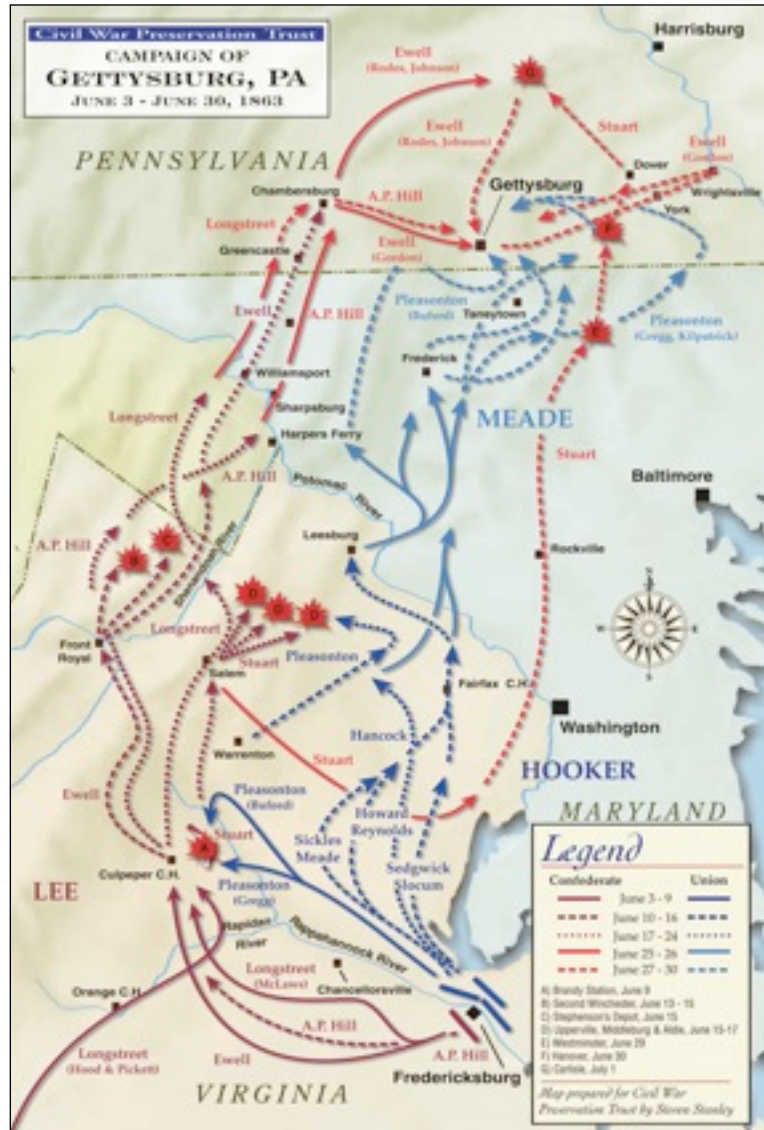 Civil War Preservation Trust
CAMPAIGN OF
GETTYSBURG, PA
JUNE 3 - JUNE 30, 1863
Harrisburg
Ewell
(Rodes, Johnson)
G
PENNSYLVANIA
Ewell
(Rodes, Johnson)
Stuart
Dover
Ewell
(Gordon)
Gettysburg
Wrightsville
York
Chambersburg
A.P. Hill
Longstreet
Greencastle
Ewell
(Gordon)
F
Ewell
A.P. Hill
Pleasonton
(Buford)
Taneytown
E
Pleasonton
(Gregg, Kilpatrick)
Frederick
Williamsport
Sharpsburg
Longstreet
MEADE
Harpers Ferry
Stuart
A.P. Hill
Potomac
River
Baltimore
Leesburg
Rockville
A.P. Hill
B
C
Shenandoah River
D
D
D
N
W
E
S
Front
Royal
Longstreet
Stuart
Salem
Pleasonton
Fairfax C.H.
Washington
Warrenton
Hancock
Stuart
HOOKER
MARYLAND
Ewell
Pleasonton
(Buford)
Stuart
A
Howard
Reynolds
Sickles
Meade
Sedgwick
Slocum
Culpeper C.H.
LEE
Pleasonton
(Gregg)
Rapidan
River
Rappahannock River
Longstreet
(McLaws)
Chancellorsville
Orange C.H.
A.P. Hill
Longstreet
(Hood & Pickett)
Ewell
A.P. Hill
Fredericksburg
VIRGINIA
Legend
Confederate Union
June 3 - 9
June 10 - 16
June 17 - 24
June 25 - 26
June 27 - 30
A) Brandy Station, June 9
B) Second Winchester, June 13 - 15
C) Stephenson's Depot, June 15
D) Upperville, Middleburg & Aldie, June 15-17
E) Westminster, June 29
F) Hanover, June 30
G) Carlisle, July 1
Map prepared for Civil War
Preservation Trust by Steven Stanley